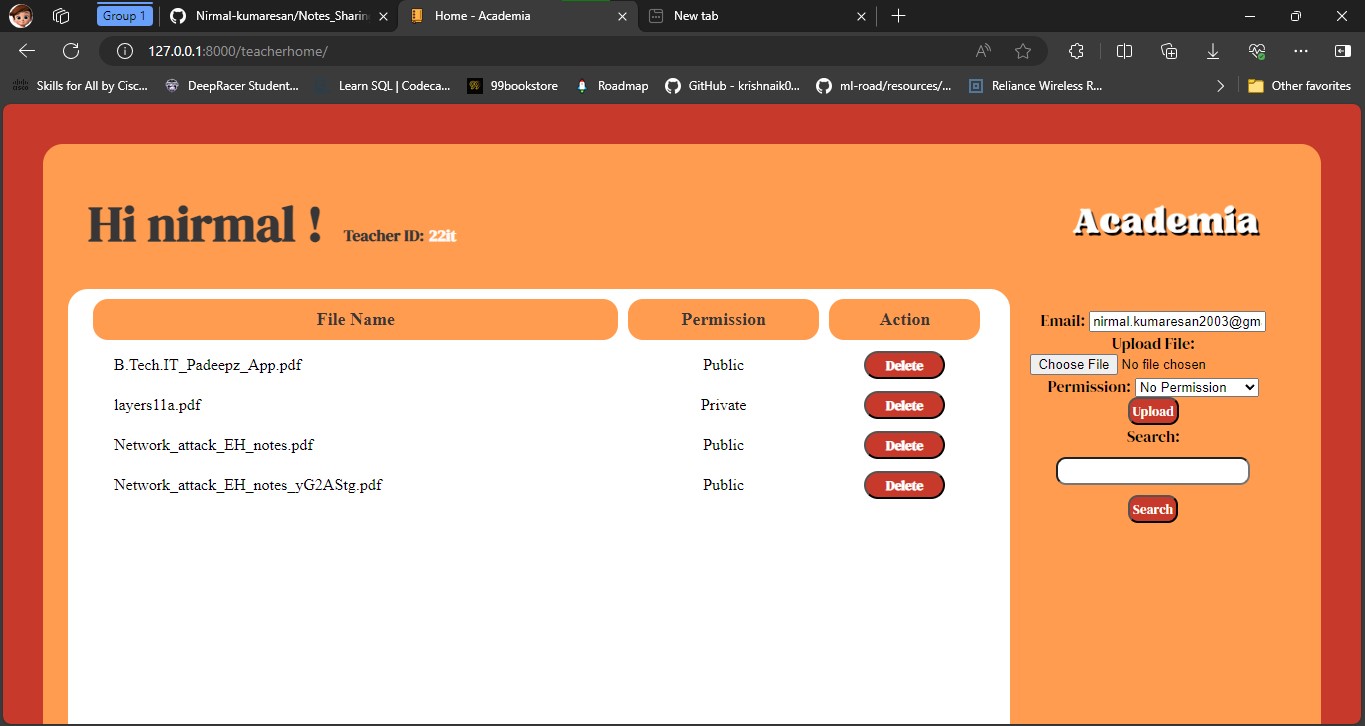 Group 1
Nirmal-kumaresan/Notes_Sharin
Home - Academia
New tab
127.0.0.1:8000/teacherhome/
Skills for All by Cisc...
DeepRacer Student...
Learn SQL | Codeca...
99bookstore
Roadmap
GitHub - krishnaik0...
ml-road/resources/...
Reliance Wireless R...
Other favorites
Hi nirmal !
Teacher ID: 22it
Academia
File Name Permission Action
B.Tech.IT_Padeepz_App.pdf Public Delete
layers11a.pdf Private Delete
Network_attack_EH_notes.pdf Public Delete
Network_attack_EH_notes_yG2AStg.pdf Public Delete
Email: nirmal.kumaresan2003@gm
Upload File:
Choose File No file chosen
Permission: No Permission
Upload
Search:
Search